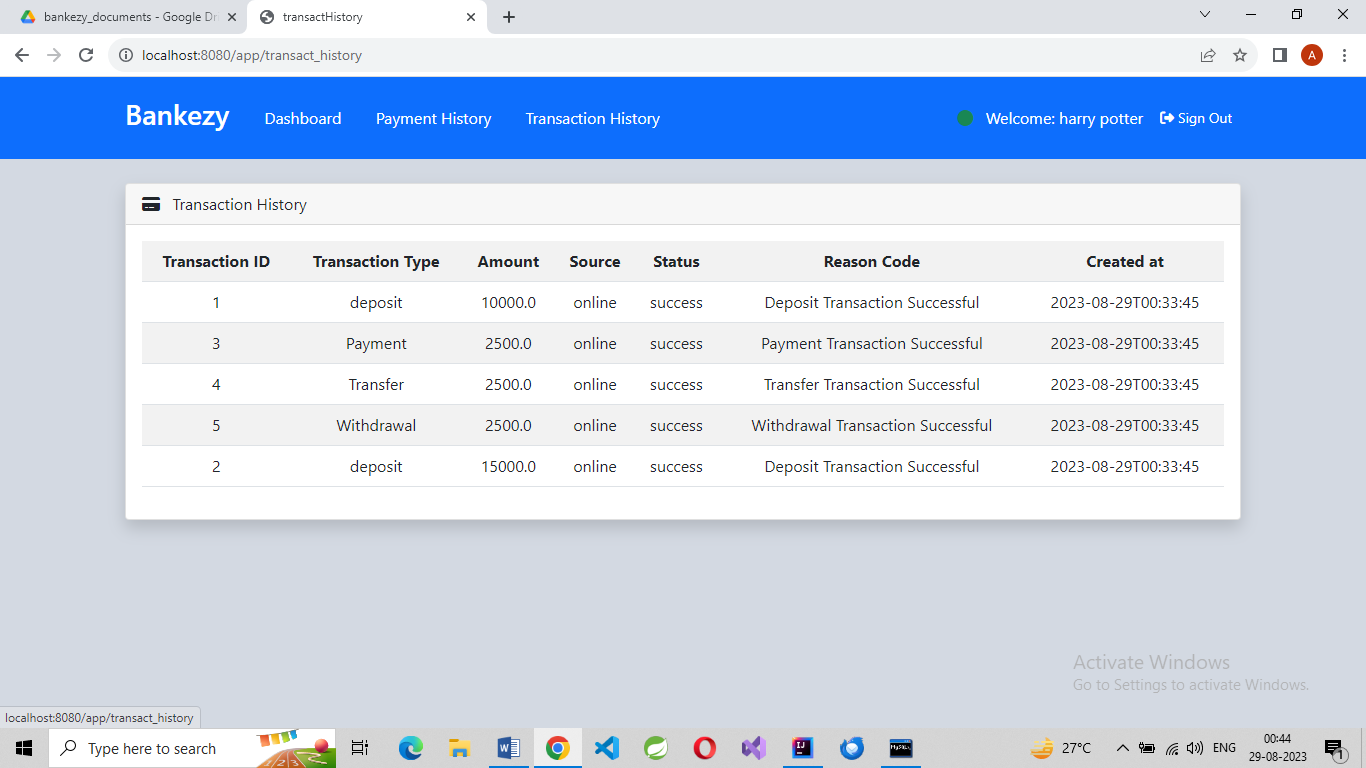 bankezy_documents - Google Dr
transactHistory
localhost:8080/app/transact_history
A
Bankezy Dashboard Payment History Transaction History Welcome: harry potter Sign Out
Transaction History
Transaction ID Transaction Type Amount Source Status Reason Code Created at
1 deposit 10000.0 online success Deposit Transaction Successful 2023-08-29T00:33:45
3 Payment 2500.0 online success Payment Transaction Successful 2023-08-29T00:33:45
4 Transfer 2500.0 online success Transfer Transaction Successful 2023-08-29T00:33:45
5 Withdrawal 2500.0 online success Withdrawal Transaction Successful 2023-08-29T00:33:45
2 deposit 15000.0 online success Deposit Transaction Successful 2023-08-29T00:33:45
Activate Windows
Go to Settings to activate Windows.
localhost:8080/app/transact_history
Type here to search
27°C
ENG
00:44
29-08-2023
1